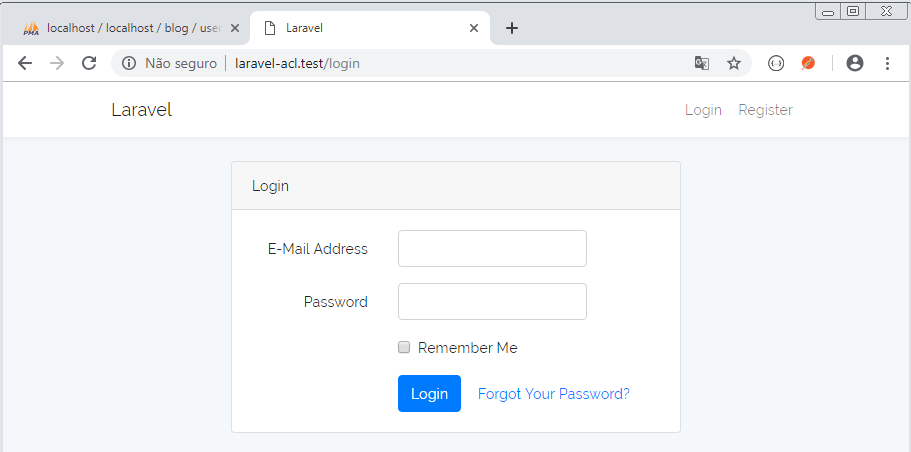 localhost / localhost / blog / user
Laravel
Não seguro | laravel-acl.test/login
Laravel
Login Register
Login
E-Mail Address
Password
Remember Me
Login Forgot Your Password?